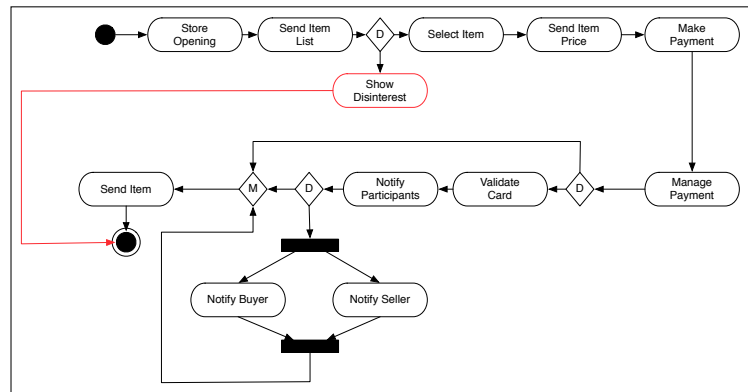 Store
Opening
Send Item
List
D
Select Item
Send Item
Price
Make
Payment
Show
Disinterest
Send Item
M
D
Notify
Participants
Validate
Card
D
Manage
Payment
Notify Buyer
Notify Seller